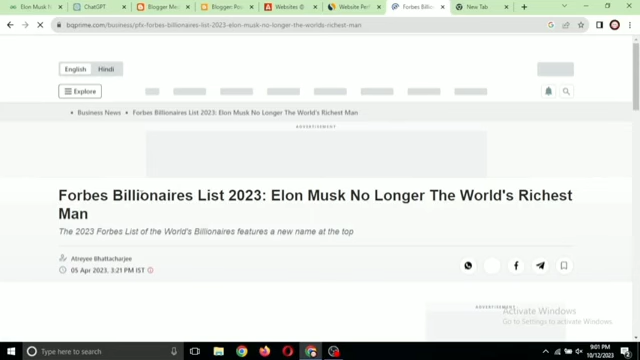 Elon Musk N
ChatGPT
Blogger Me
Blogger: Pos
Websites @
Website Perf
Forbes Billio
New Tab
bqprime.com/business/pfx-forbes-billionaires-list-2023-elon-musk-no-longer-the-worlds-richest-man
English
Hindi
Explore
Business News
Forbes Billionaires List 2023: Elon Musk No Longer The World's Richest Man
ADVERTISEMENT
Forbes Billionaires List 2023: Elon Musk No Longer The World's Richest
Man
The 2023 Forbes List of the World's Billionaires features a new name at the top
Atreyee Bhattacharjee
05 Apr 2023, 3:21 PM IST
ADVERTISEMENT
Activate Windows
Go to Settings to activate Windows.
Type here to search
9:01 PM
10/12/2023